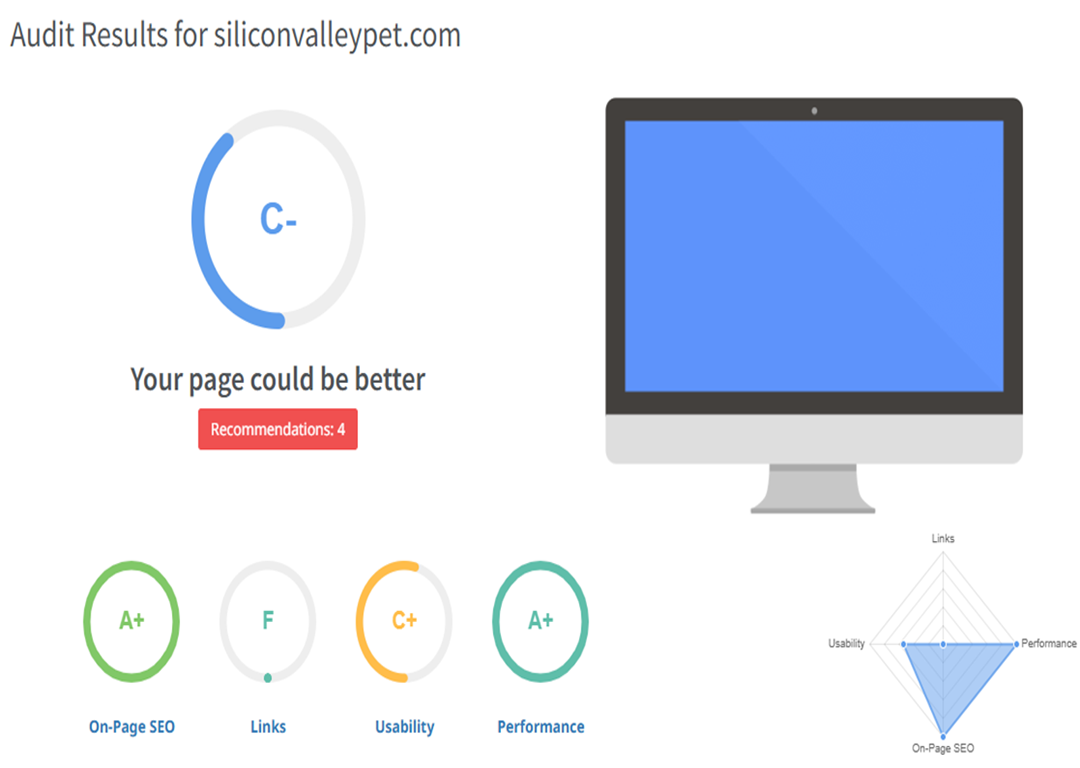 Audit Results for siliconvalleypet.com
C-
Your page could be better
Recommendations: 4
A+
F
C+
A+
On-Page SEO
Links
Usability
Performance
Links
Usability
Performance
On-Page SEO